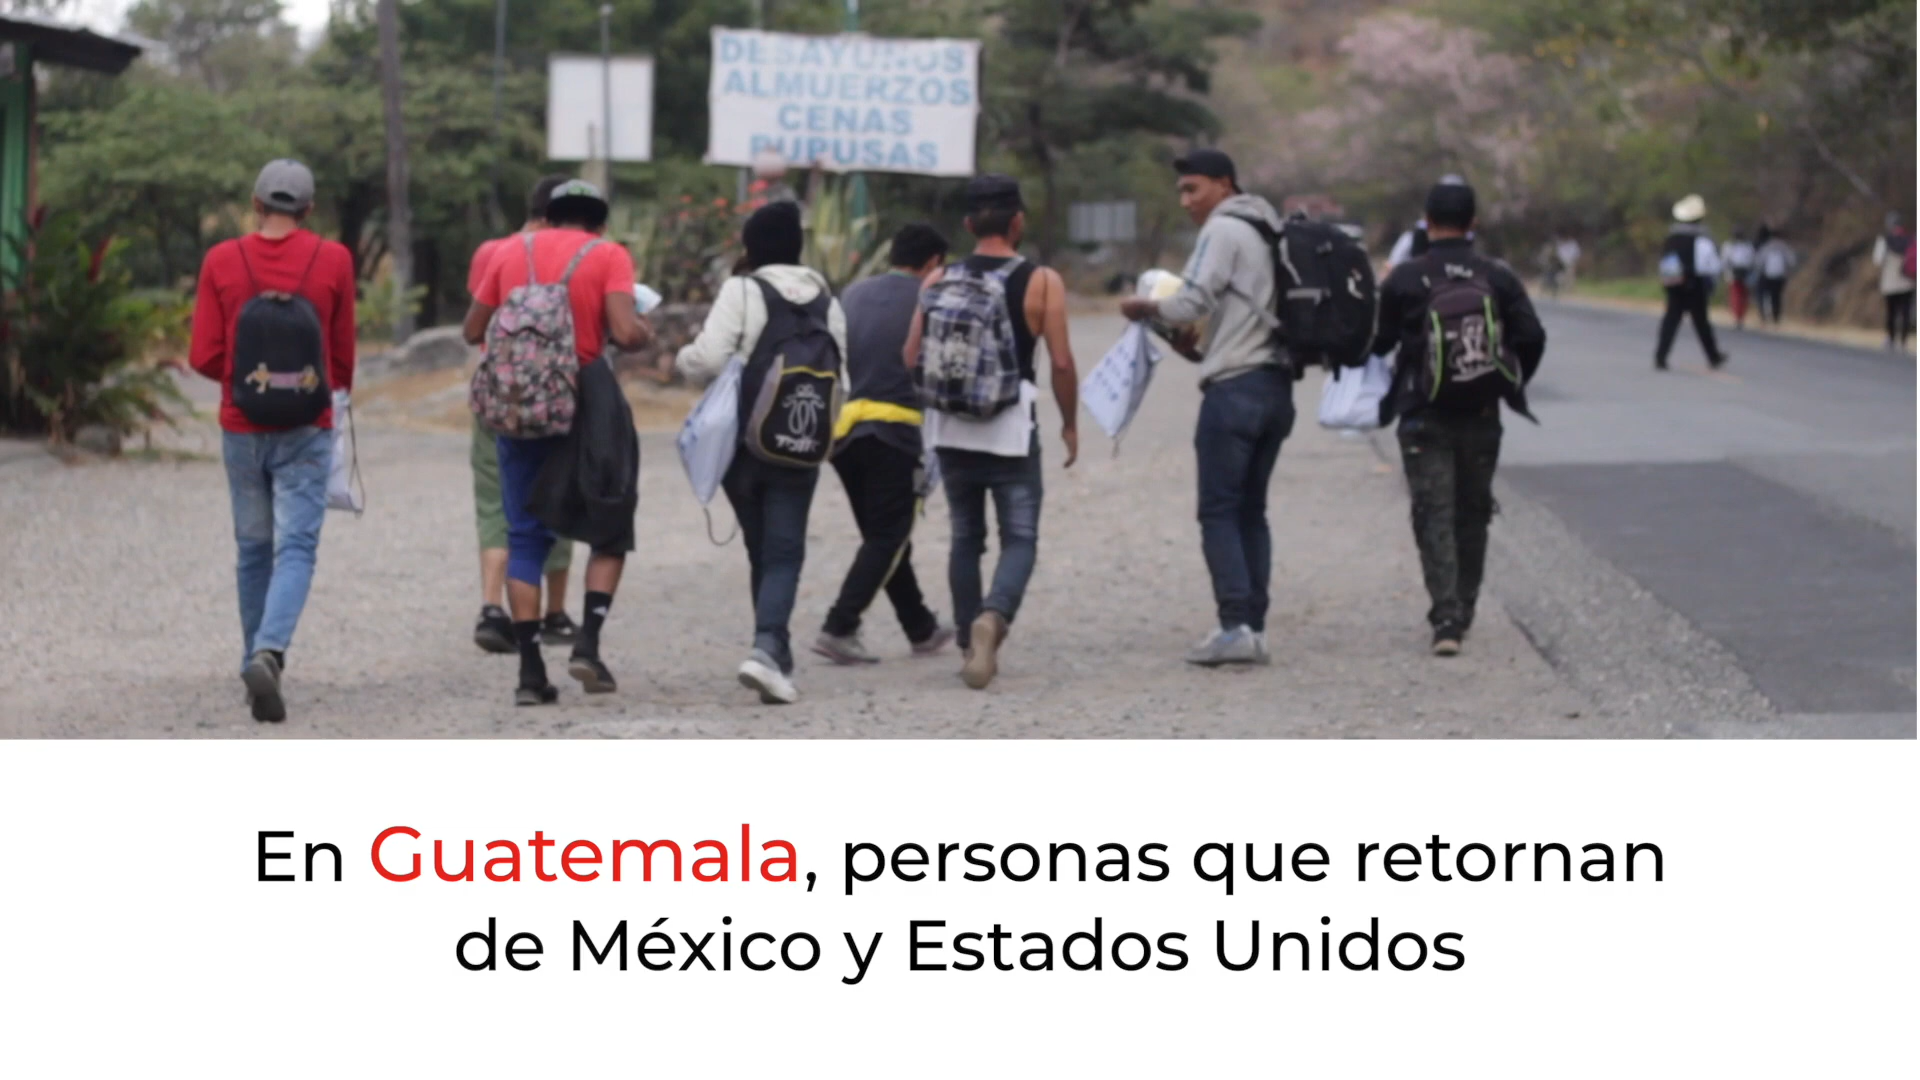 DESAYUNOS
ALMUERZOS
CENAS
PUPUSAS
En Guatemala, personas que retornan
de México y Estados Unidos